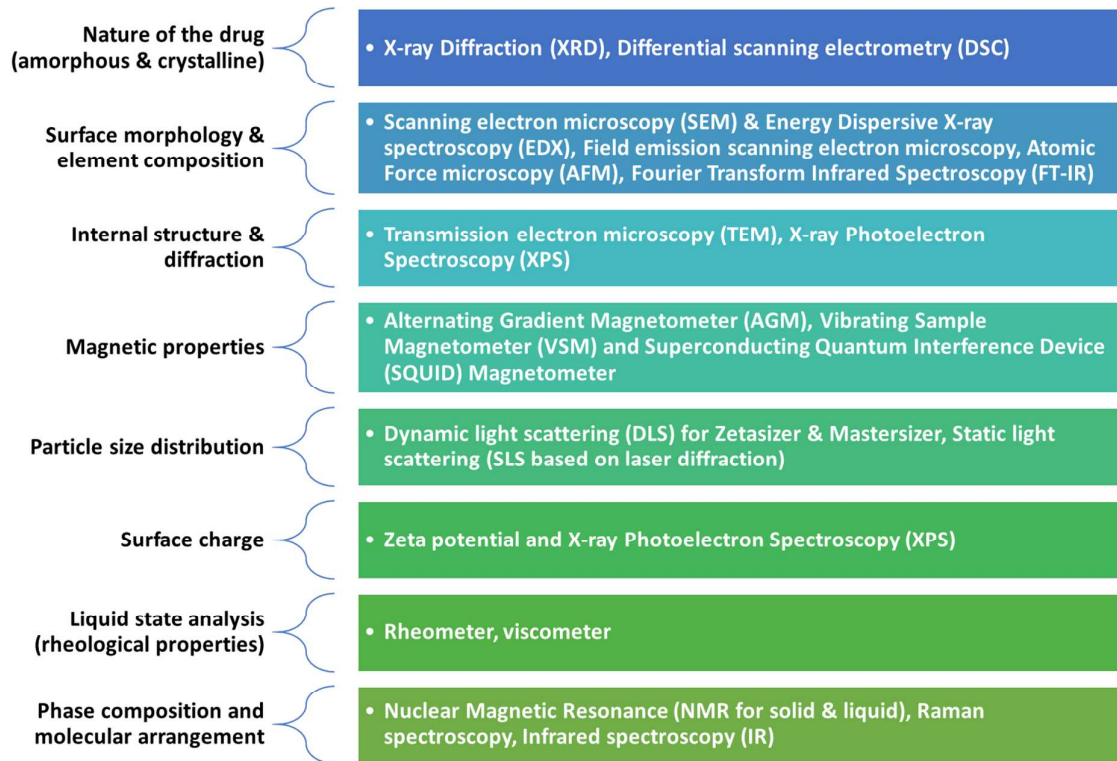 Nature of the drug
(amorphous & crystalline)
• X-ray Diffraction (XRD), Differential scanning electrometry (DSC)
Surface morphology &
element composition
• Scanning electron microscopy (SEM) & Energy Dispersive X-ray
spectroscopy (EDX), Field emission scanning electron microscopy, Atomic
Force microscopy (AFM), Fourier Transform Infrared Spectroscopy (FT-IR)
Internal structure &
diffraction
• Transmission electron microscopy (TEM), X-ray Photoelectron
Spectroscopy (XPS)
Magnetic properties
• Alternating Gradient Magnetometer (AGM), Vibrating Sample
Magnetometer (VSM) and Superconducting Quantum Interference Device
(SQUID) Magnetometer
Particle size distribution
• Dynamic light scattering (DLS) for Zetasizer & Mastersizer, Static light
scattering (SLS based on laser diffraction)
Surface charge
• Zeta potential and X-ray Photoelectron Spectroscopy (XPS)
Liquid state analysis
(rheological properties)
• Rheometer, viscometer
Phase composition and
molecular arrangement
• Nuclear Magnetic Resonance (NMR for solid & liquid), Raman
spectroscopy, Infrared spectroscopy (IR)